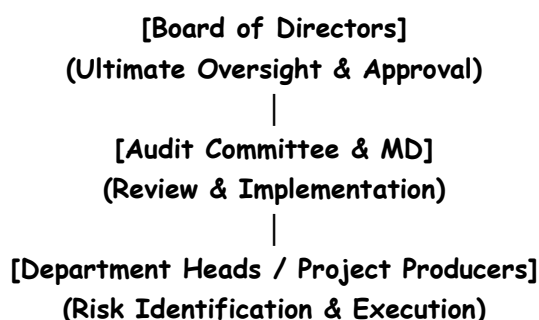 [Board of Directors]
(Ultimate Oversight & Approval)
[Audit Committee & MD]
(Review & Implementation)
[Department Heads / Project Producers]
(Risk Identification & Execution)